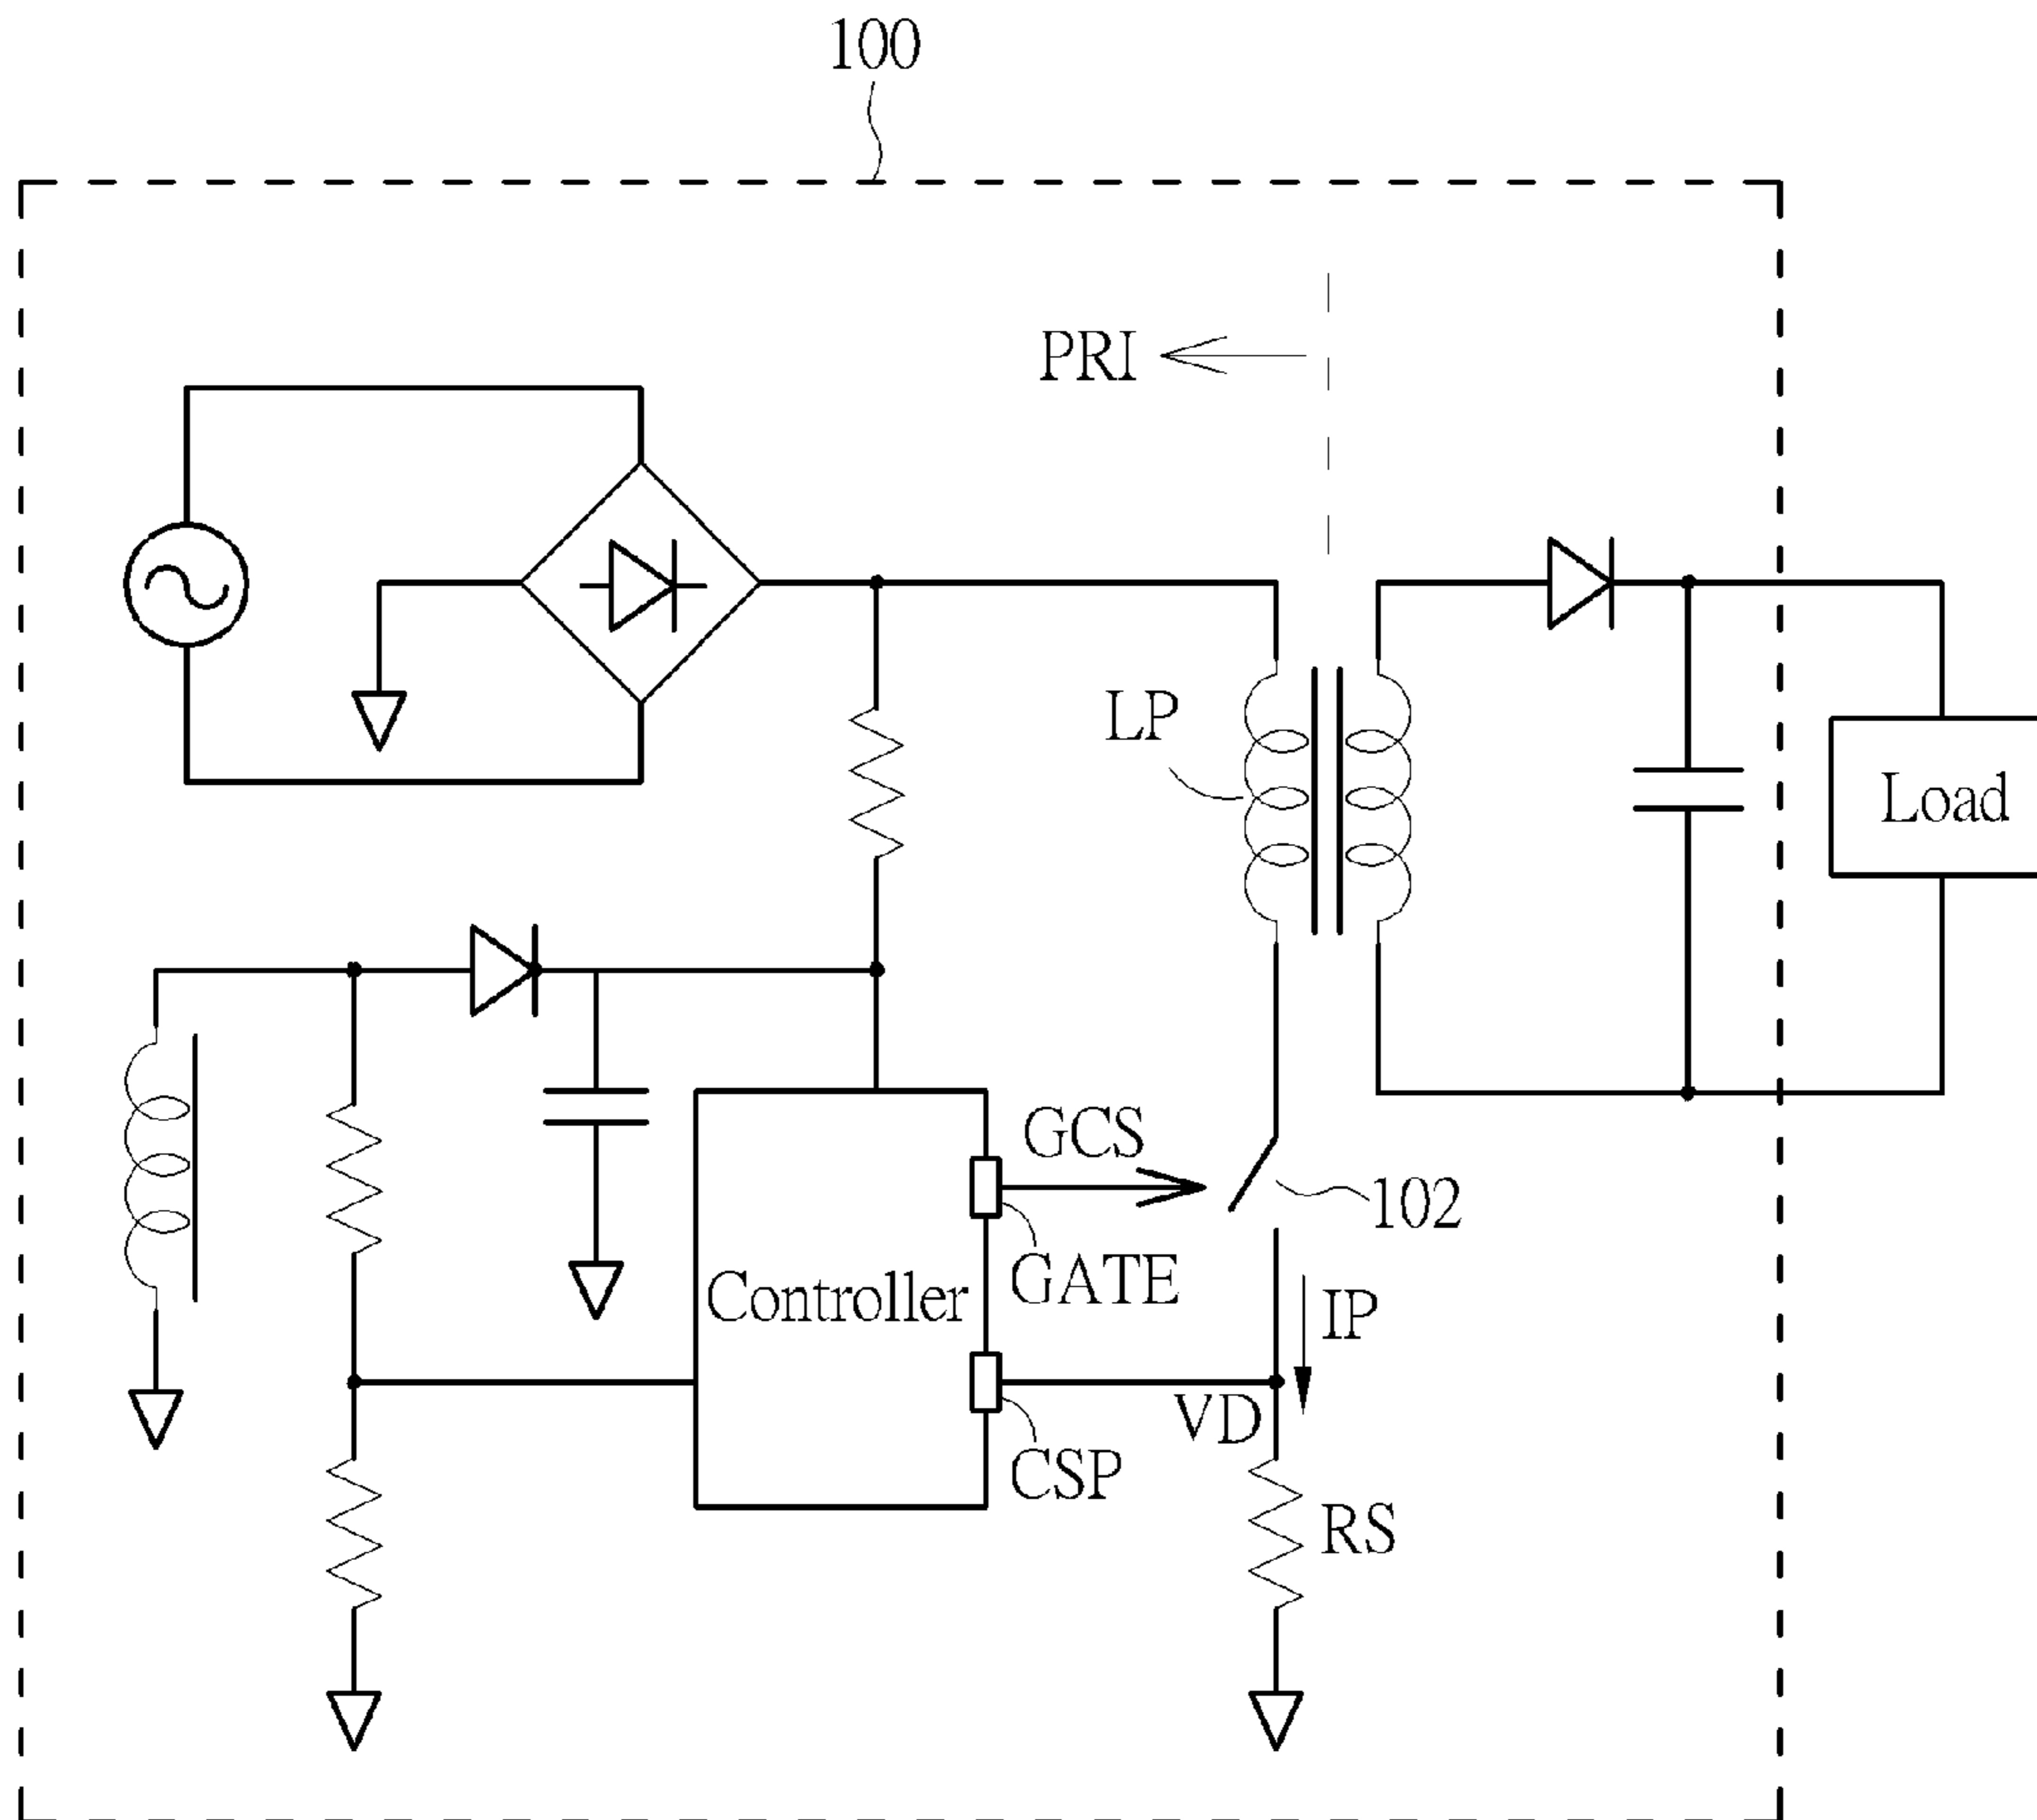 100
PRI
LP
Load
GCS
102
GATE
Controller
IP
VD
CSP
RS